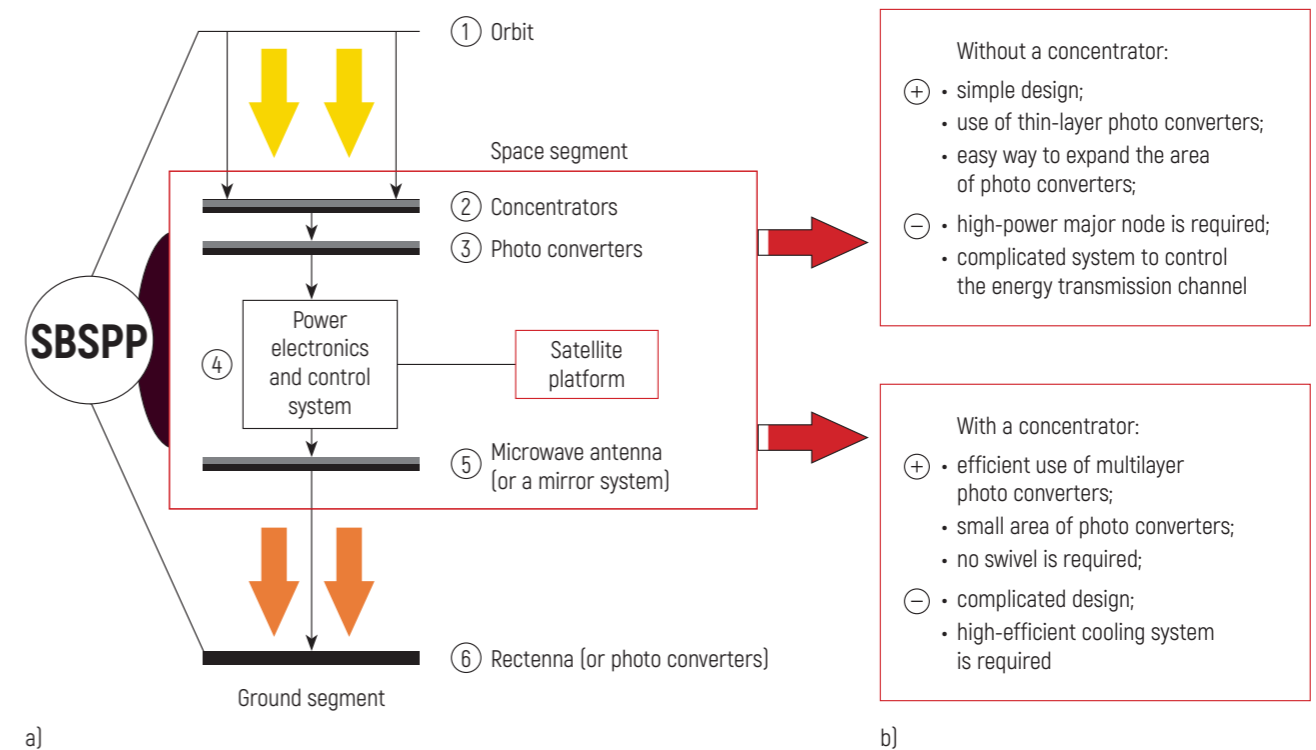 ① Orbit
Space segment
② Concentrators
③ Photo converters
SBSPP
④
Power
electronics
and control
system
Satellite
platform
⑤ Microwave antenna
(or a mirror system)
⑥ Rectenna (or photo converters)
Ground segment
a)
Without a concentrator:
⊕ • simple design;
• use of thin-layer photo converters;
• easy way to expand the area
of photo converters;
⊖ • high-power major node is required;
• complicated system to control
the energy transmission channel
With a concentrator:
⊕ • efficient use of multilayer
photo converters;
• small area of photo converters;
• no swivel is required;
⊖ • complicated design;
• high-efficient cooling system
is required
b)